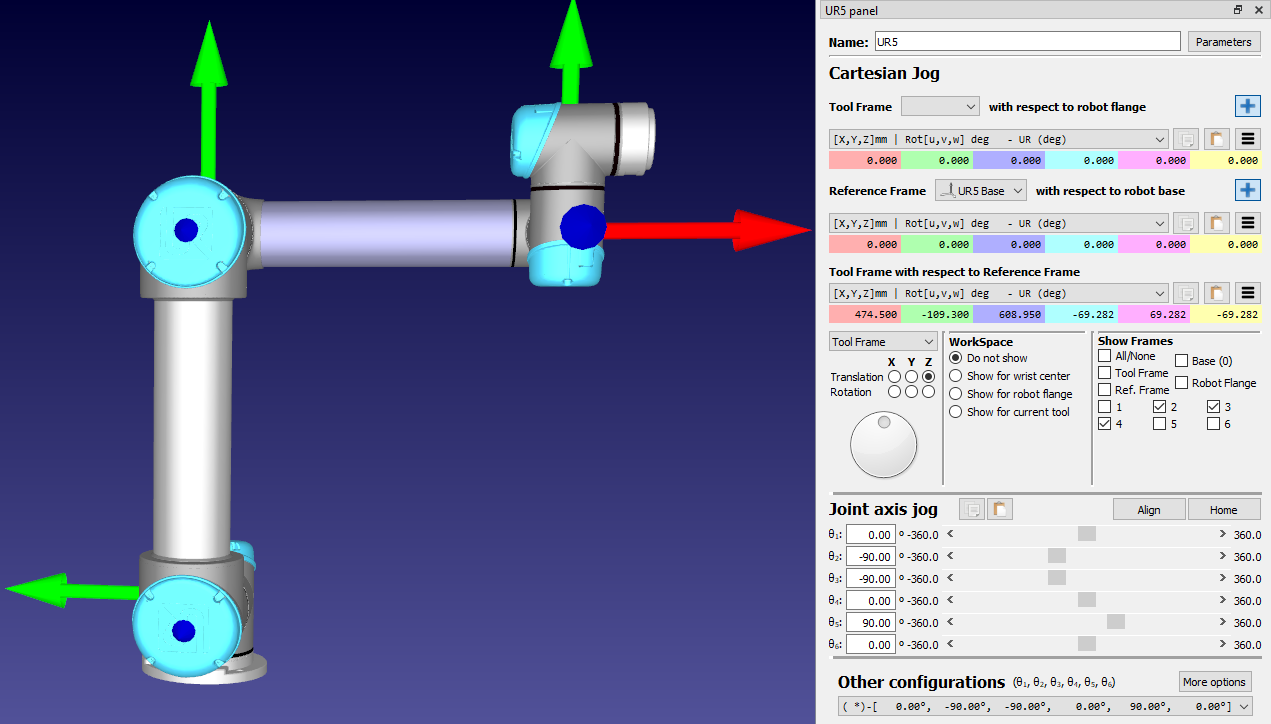 UR5 panel
Name: UR5 Parameters
Cartesian Jog
Tool Frame with respect to robot flange
[X,Y,Z]mm | Rot[u,v,w] deg - UR (deg)
0.000 0.000 0.000 0.000 0.000 0.000
Reference Frame UR5 Base with respect to robot base
[X,Y,Z]mm | Rot[u,v,w] deg - UR (deg)
0.000 0.000 0.000 0.000 0.000 0.000
Tool Frame with respect to Reference Frame
[X,Y,Z]mm | Rot[u,v,w] deg - UR (deg)
474.500 -109.300 608.950 -69.282 69.282 -69.282
Tool Frame
X Y Z
Translation
Rotation
WorkSpace
Do not show
Show for wrist center
Show for robot flange
Show for current tool
Show Frames
All/None Base (0)
Tool Frame
Ref. Frame Robot Flange
1 2 3
4 5 6
Joint axis jog Align Home
θ₁: 0.00 º -360.0 < > 360.0
θ₂: -90.00 º -360.0 < > 360.0
θ₃: -90.00 º -360.0 < > 360.0
θ₄: 0.00 º -360.0 < > 360.0
θ₅: 90.00 º -360.0 < > 360.0
θ₆: 0.00 º -360.0 < > 360.0
Other configurations (θ₁, θ₂, θ₃, θ₄, θ₅, θ₆) More options
( *)-[ 0.00°, -90.00°, -90.00°, 0.00°, 90.00°, 0.00°]